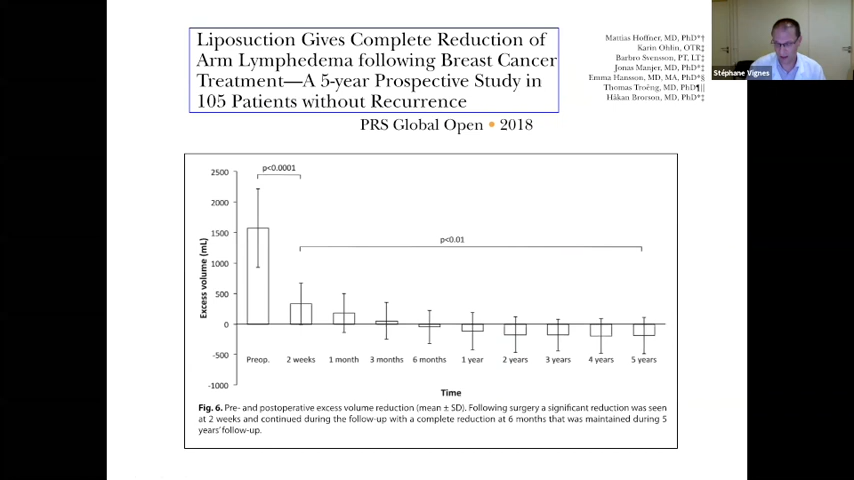 Liposuction Gives Complete Reduction of
Arm Lymphedema following Breast Cancer
Treatment—A 5-year Prospective Study in
105 Patients without Recurrence
PRS Global Open • 2018
Mattias Hoffner, MD, PhD*†
Karin Ohlin, OTR‡
Barbro Svensson, PT, LT‡
Jonas Manjer, MD, PhD*‡
Emma Hansson, MD, MA, PhD*§
Thomas Troëng, MD, PhD¶||
Håkan Brorson, MD, PhD*‡
Stéphane Vignes
p<0.0001
p<0.01
Excess volume (mL)
2500
2000
1500
1000
500
0
-500
-1000
Preop. 2 weeks 1 month 3 months 6 months 1 year 2 years 3 years 4 years 5 years
Time
Fig. 6. Pre- and postoperative excess volume reduction (mean ± SD). Following surgery a significant reduction was seen
at 2 weeks and continued during the follow-up with a complete reduction at 6 months that was maintained during 5
years' follow-up.